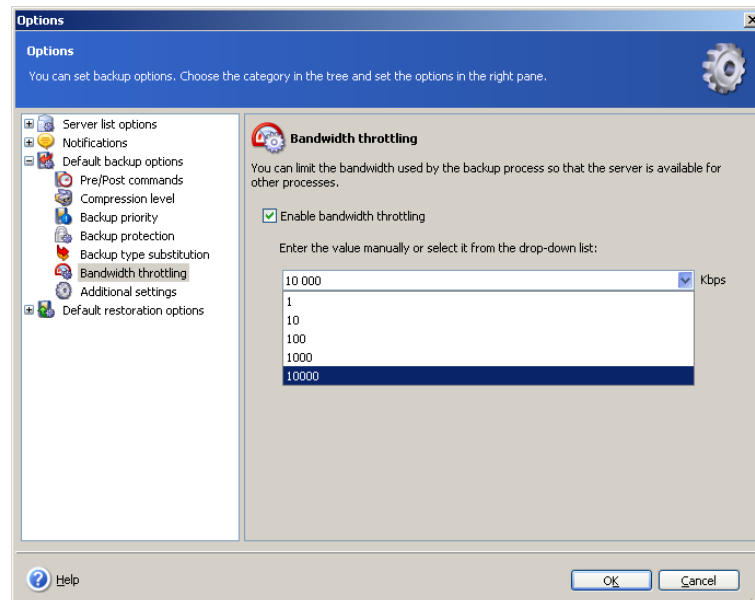 Options
Options
You can set backup options. Choose the category in the tree and set the options in the right pane.
Server list options
Notifications
Default backup options
Pre/Post commands
Compression level
Backup priority
Backup protection
Backup type substitution
Bandwidth throttling
Additional settings
Default restoration options
Bandwidth throttling
You can limit the bandwidth used by the backup process so that the server is available for
other processes.
Enable bandwidth throttling
Enter the value manually or select it from the drop-down list:
10 000
Kbps
1
10
100
1000
10000
Help
OK
Cancel